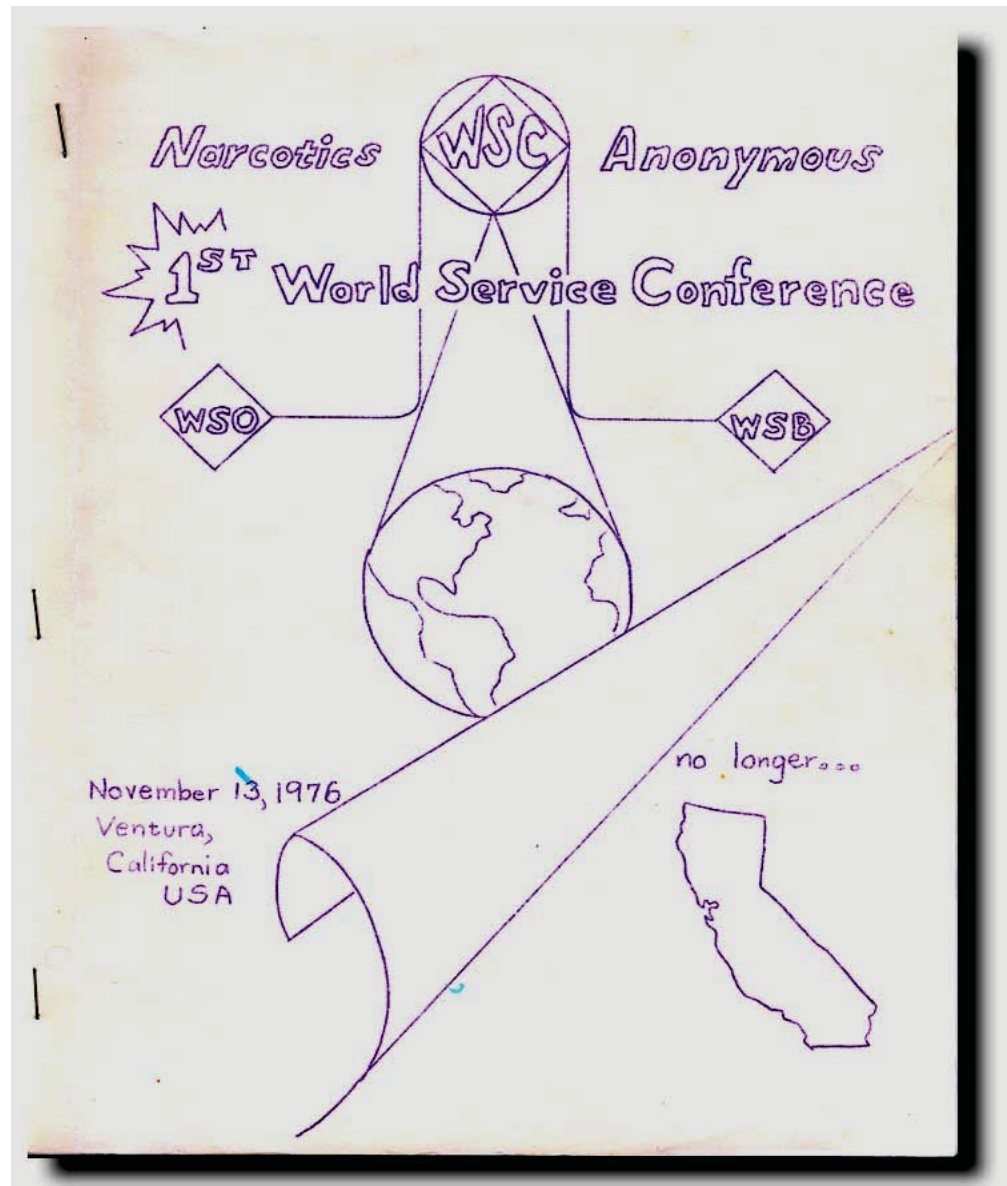 WSC
Narcotics Anonymous
1ST World Service Conference
WSO
WSB
no longer...
November 13, 1976
Ventura,
California
USA